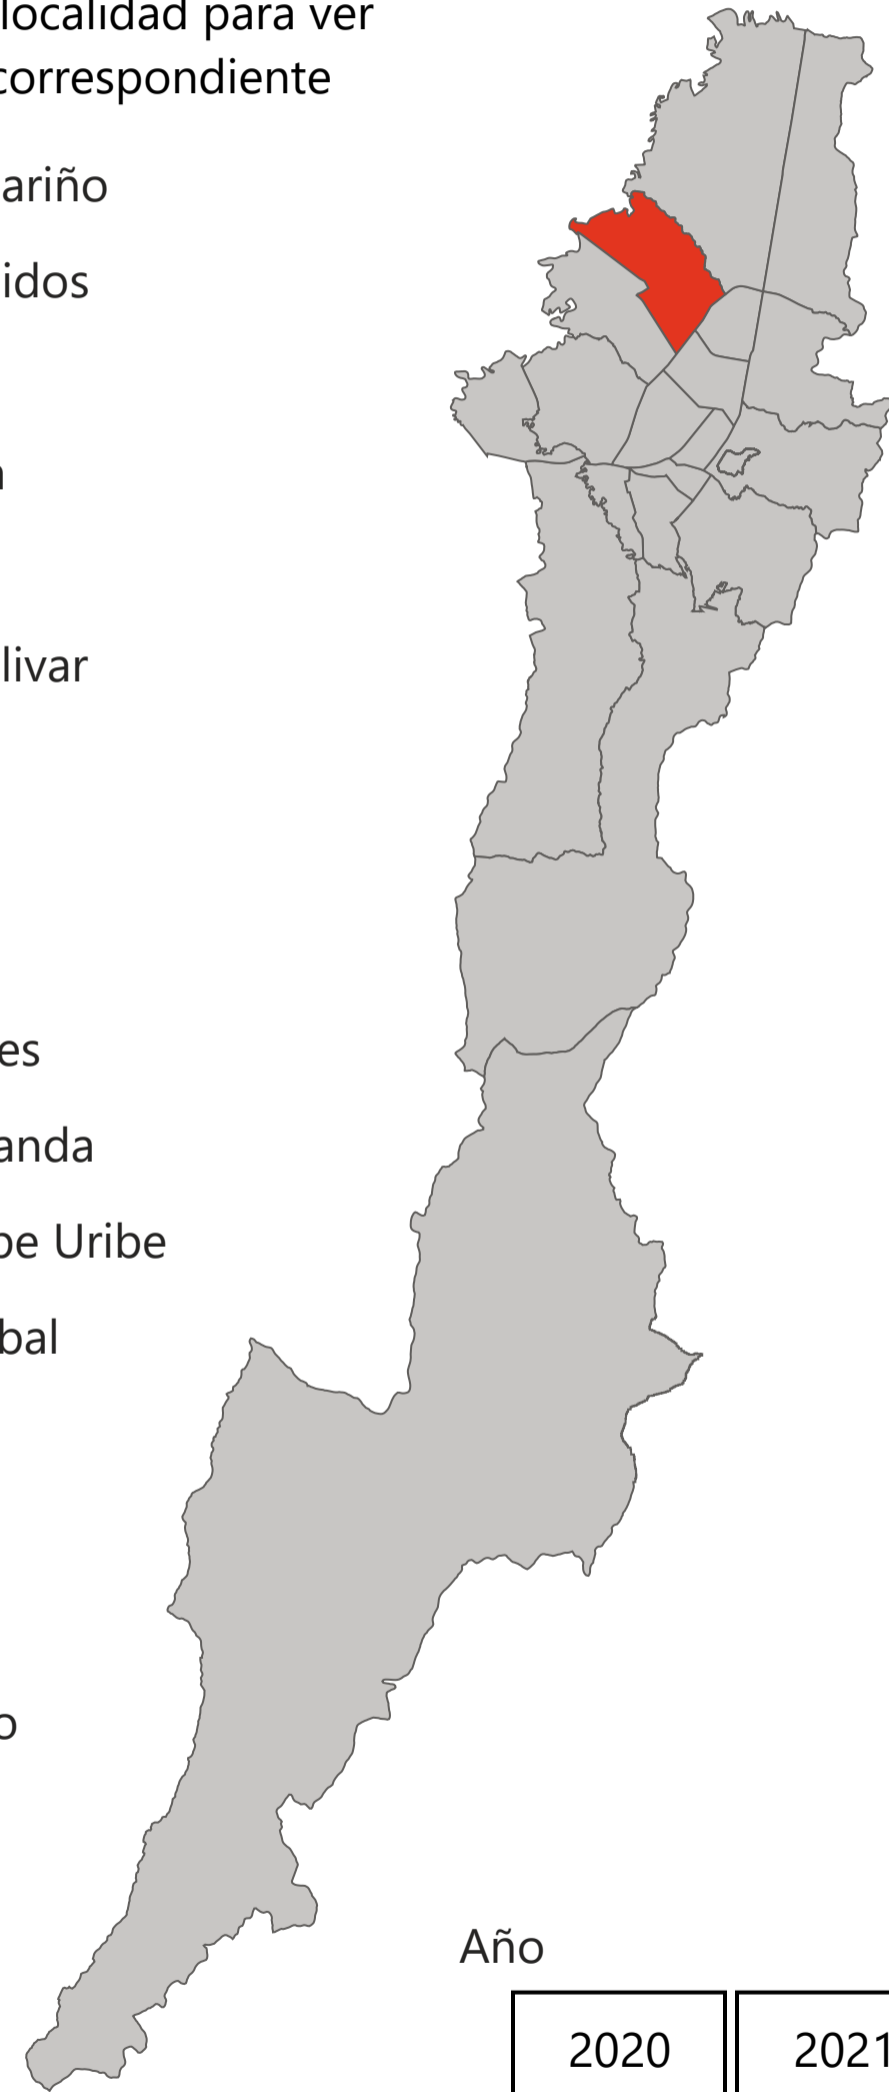 localidad para ver
correspondiente
ariño
idos
livar
es
anda
be Uribe
bal
o
Año
2020
2021